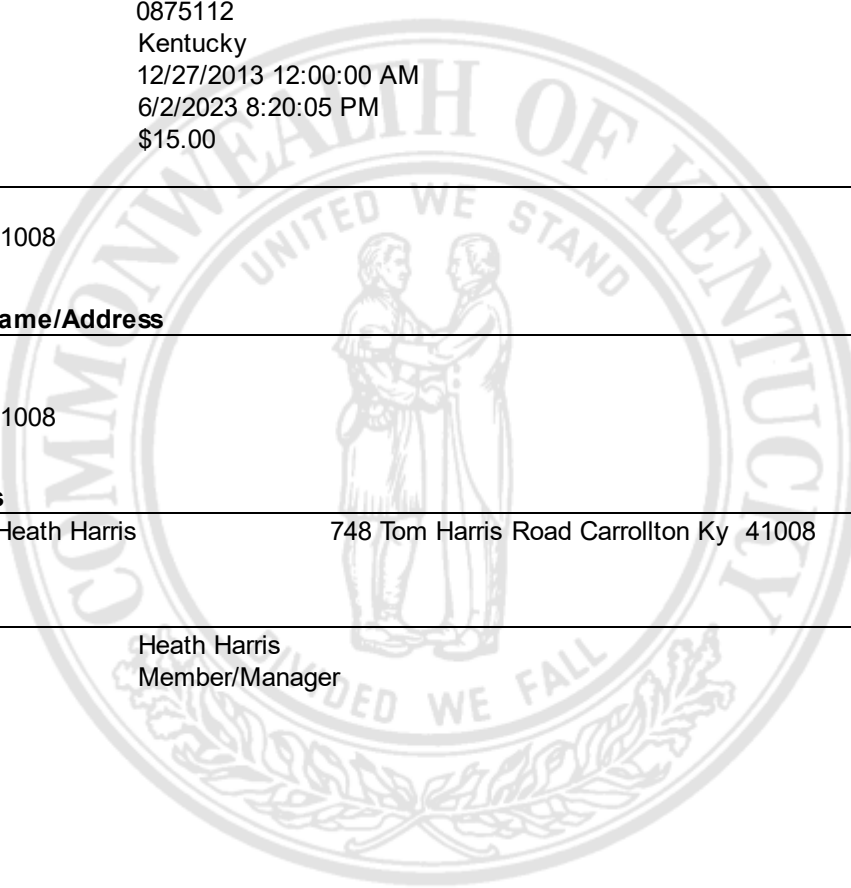 0875112
Kentucky
12/27/2013 12:00:00 AM
6/2/2023 8:20:05 PM
$15.00
1008
ame/Address
1008
s
Heath Harris 748 Tom Harris Road Carrollton Ky 41008
Heath Harris
Member/Manager
COMMONWEALTH OF KENTUCKY
UNITED WE STAND
DIVIDED WE FALL